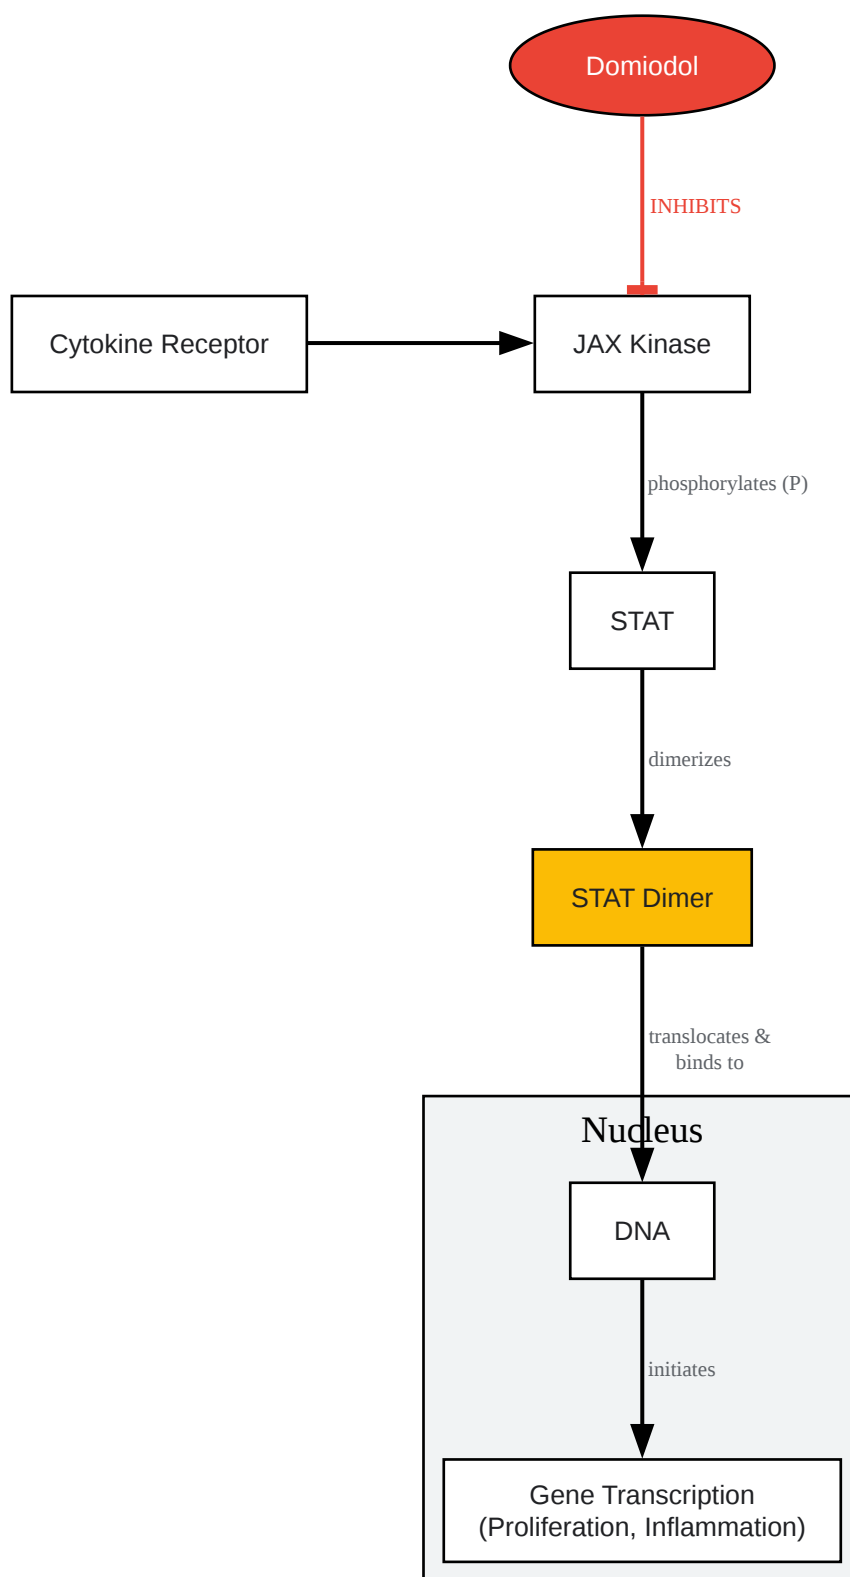 Domiodol
INHIBITS
Cytokine Receptor
JAX Kinase
phosphorylates (P)
STAT
dimerizes
STAT Dimer
translocates &
binds to
Nucleus
DNA
initiates
Gene Transcription
(Proliferation, Inflammation)